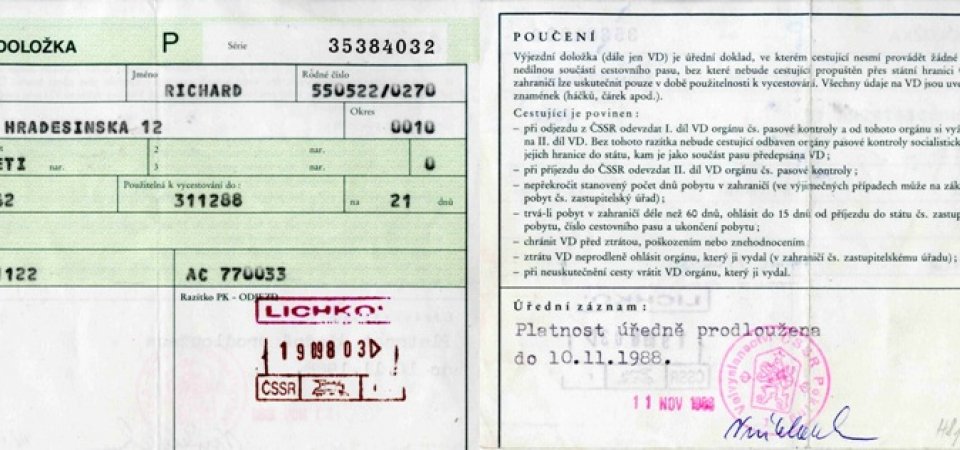 DOLOŽKA P Série 35384032
Jméno Rodné číslo
RICHARD 550522/0270
Okres
HRADESINSKA 12 0010
2 nar.
ETI nar. 3 nar. 0
Použitelná k vycestování do:
62 311288 na 21 dnů
1122 AC 770033
Razítko PK - ODJEZD
LICHKOV
ČSSR
POUČENÍ
Výjezdní doložka (dále jen VD) je úřední doklad, ve kterém cestující nesmí provádět žádné
nedílnou součástí cestovního pasu, bez které nebude cestující propuštěn přes státní hranici
zahraničí lze uskutečnit pouze v době použitelnosti k vycestování. Všechny údaje na VD jsou uve
znamének (háčků, čárek apod.).
Cestující je povinen:
– při odjezdu z ČSSR odevzdat I. díl VD orgánu čs. pasové kontroly a od tohoto orgánu si vy
na II. díl VD. Bez tohoto razítka nebude cestující odbaven orgány pasové kontroly socialistick
jejich hranice do státu, kam je jako součást pasu předepsána VD;
– při příjezdu do ČSSR odevzdat II. díl VD orgánu čs. pasové kontroly;
– nepřekročit stanovený počet dnů pobytu v zahraničí (ve výjimečných případech může na zák
pobyt čs. zastupitelský úřad);
– trvá-li pobyt v zahraničí déle než 60 dnů, ohlásit do 15 dnů od příjezdu do státu čs. zastup
pobytu, číslo cestovního pasu a ukončení pobytu;
– chránit VD před ztrátou, poškozením nebo znehodnocením
– ztrátu VD neprodleně ohlásit orgánu, který ji vydal (v zahraničí čs. zastupitelskému úřadu);
– při neuskutečnění cesty vrátit VD orgánu, který ji vydal.
Úřední záznam:
Platnost úředně prodloužena
do 10.11.1988.
Velvyslanectví ČSSR
11 NOV 1988